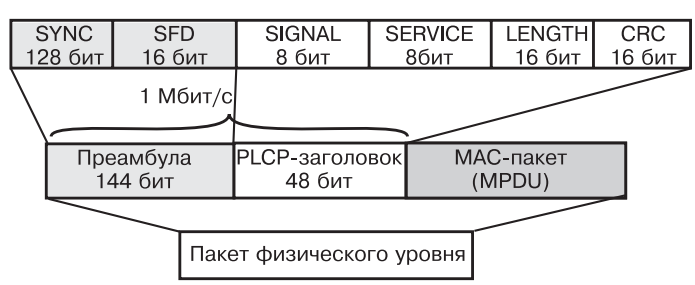 SYNC SFD SIGNAL SERVICE LENGTH CRC
128 бит 16 бит 8 бит 8бит 16 бит 16 бит
1 Мбит/с
Преамбула PLCP-заголовок MAC-пакет
144 бит 48 бит (MPDU)
Пакет физического уровня